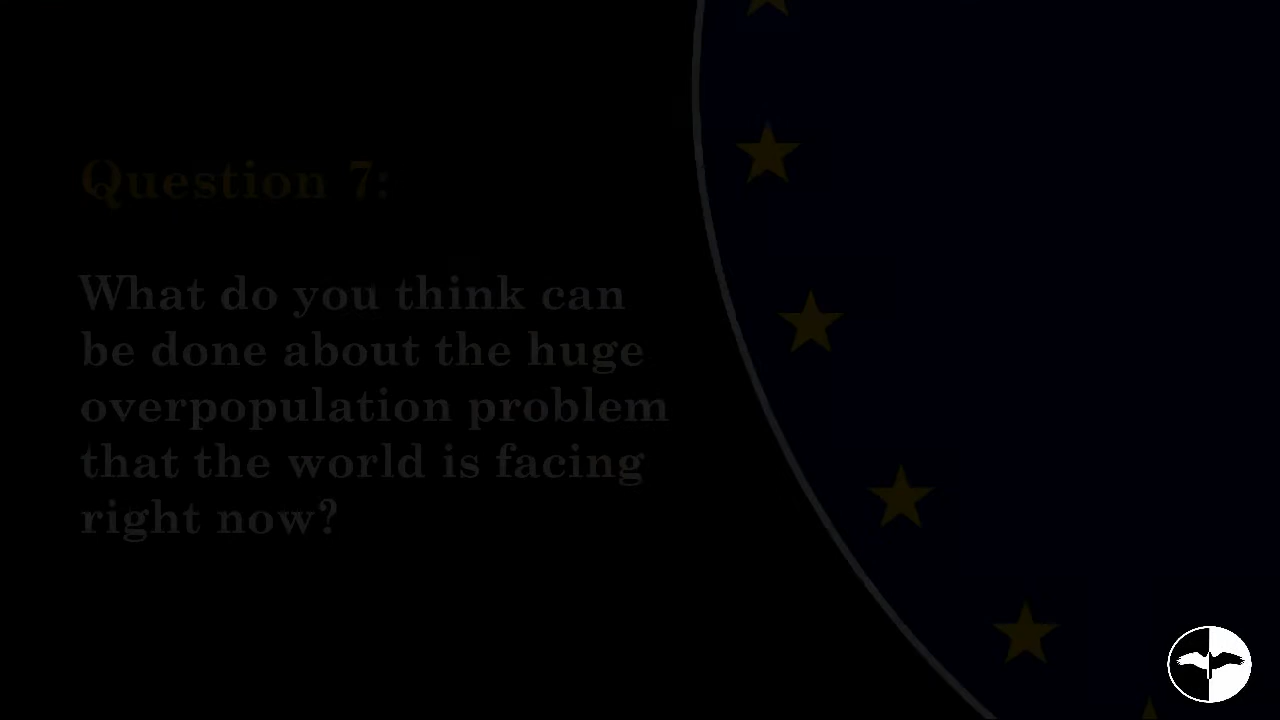 Question 7:
What do you think can
be done about the huge
overpopulation problem
that the world is facing
right now?